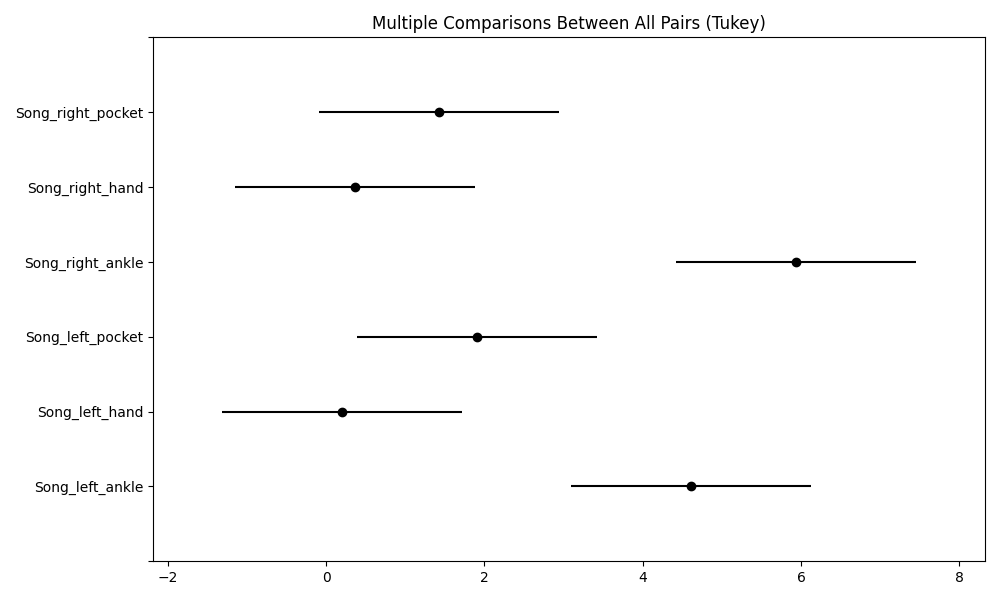 Multiple Comparisons Between All Pairs (Tukey)
Song_right_pocket
Song_right_hand
Song_right_ankle
Song_left_pocket
Song_left_hand
Song_left_ankle
−2 0 2 4 6 8